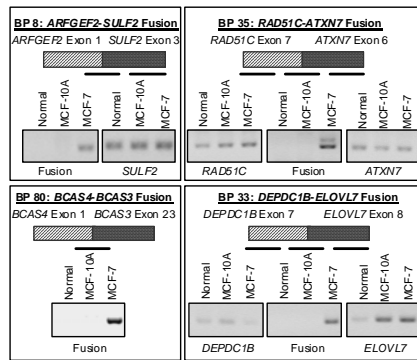 BP 8: ARFGEF2-SULF2 Fusion
ARFGEF2 Exon 1 SULF2 Exon 3
Normal
MCF-10A
MCF-7
Normal
MCF-10A
MCF-7
Fusion
SULF2
BP 35: RAD51C-ATXN7 Fusion
RAD51C Exon 7 ATXN7 Exon 6
Normal
MCF-10A
MCF-7
Normal
MCF-10A
MCF-7
Normal
MCF-10A
MCF-7
RAD51C
Fusion
ATXN7
BP 80: BCAS4-BCAS3 Fusion
BCAS4 Exon 1 BCAS3 Exon 23
Normal
MCF-10A
MCF-7
Fusion
BP 33: DEPDC1B-ELOVL7 Fusion
DEPDC1B Exon 7 ELOVL7 Exon 8
Normal
MCF-10A
MCF-7
Normal
MCF-10A
MCF-7
Normal
MCF-10A
MCF-7
DEPDC1B
Fusion
ELOVL7